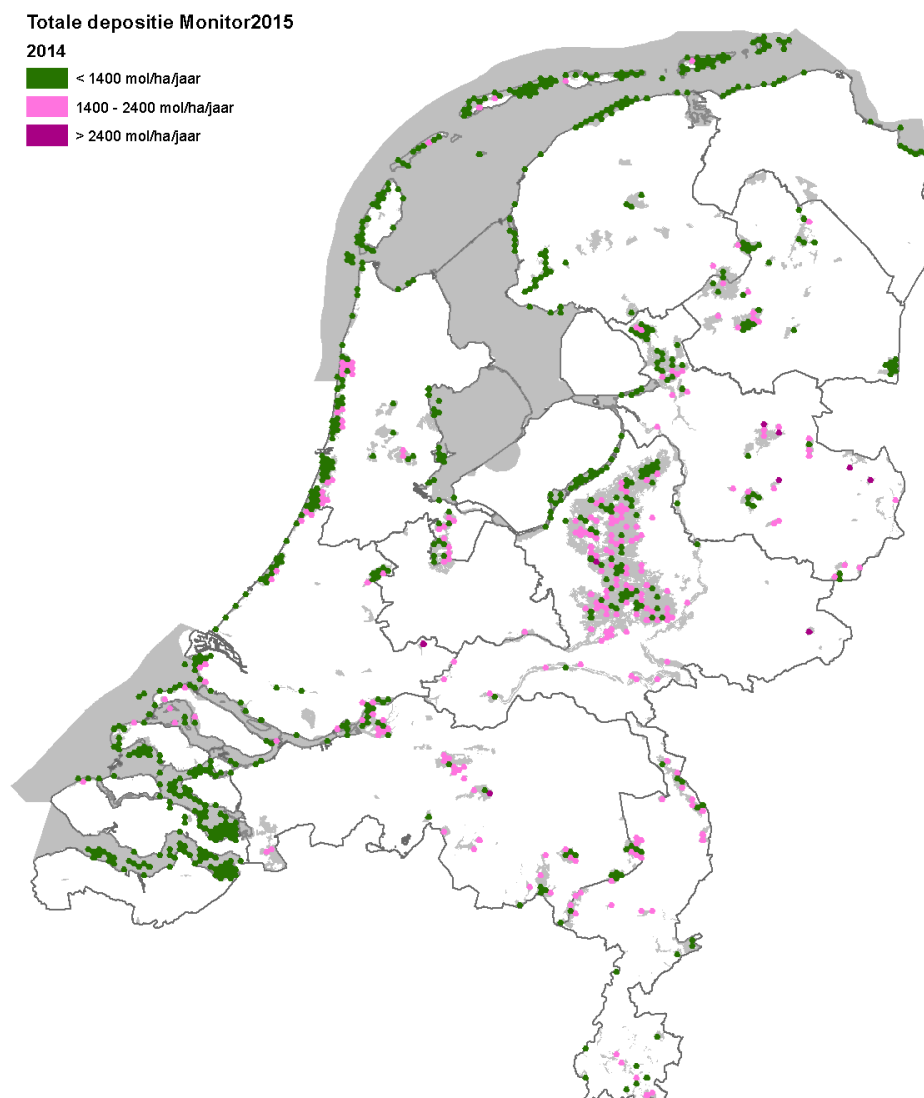 Totale depositie Monitor2015
2014
< 1400 mol/ha/jaar
1400 - 2400 mol/ha/jaar
> 2400 mol/ha/jaar